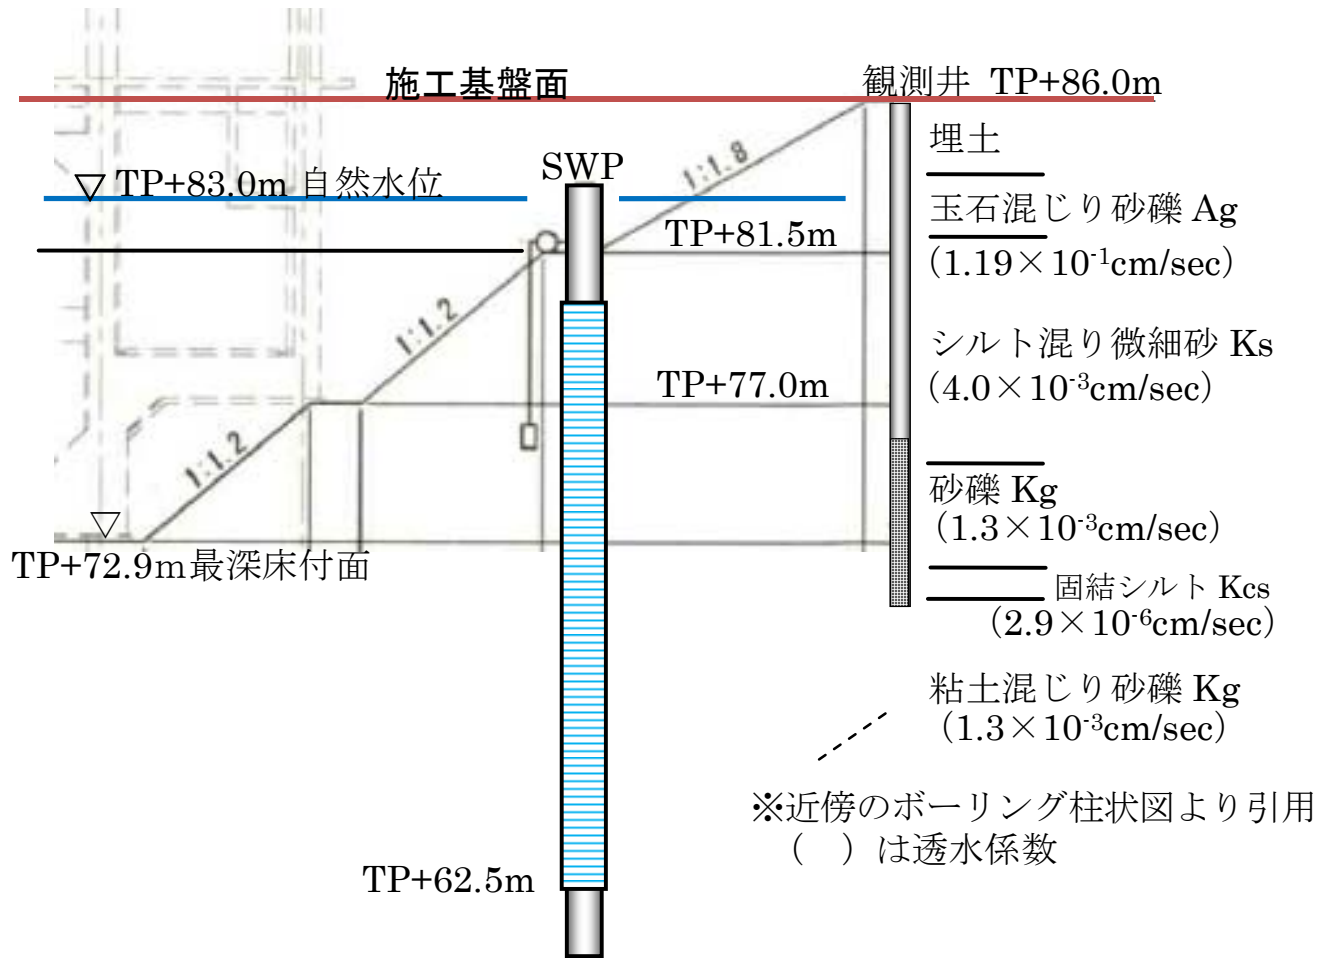 施工基盤面
観測井 TP+86.0m
埋土
SWP
1:1.8
TP+83.0m 自然水位
玉石混じり砂礫 Ag
TP+81.5m
(1.19×10-1cm/sec)
1:1.2
シルト混り微細砂 Ks
TP+77.0m
(4.0×10-3cm/sec)
1:1.2
砂礫 Kg
(1.3×10-3cm/sec)
TP+72.9m最深床付面
固結シルト Kcs
(2.9×10-6cm/sec)
粘土混じり砂礫 Kg
(1.3×10-3cm/sec)
※近傍のボーリング柱状図より引用
( )は透水係数
TP+62.5m